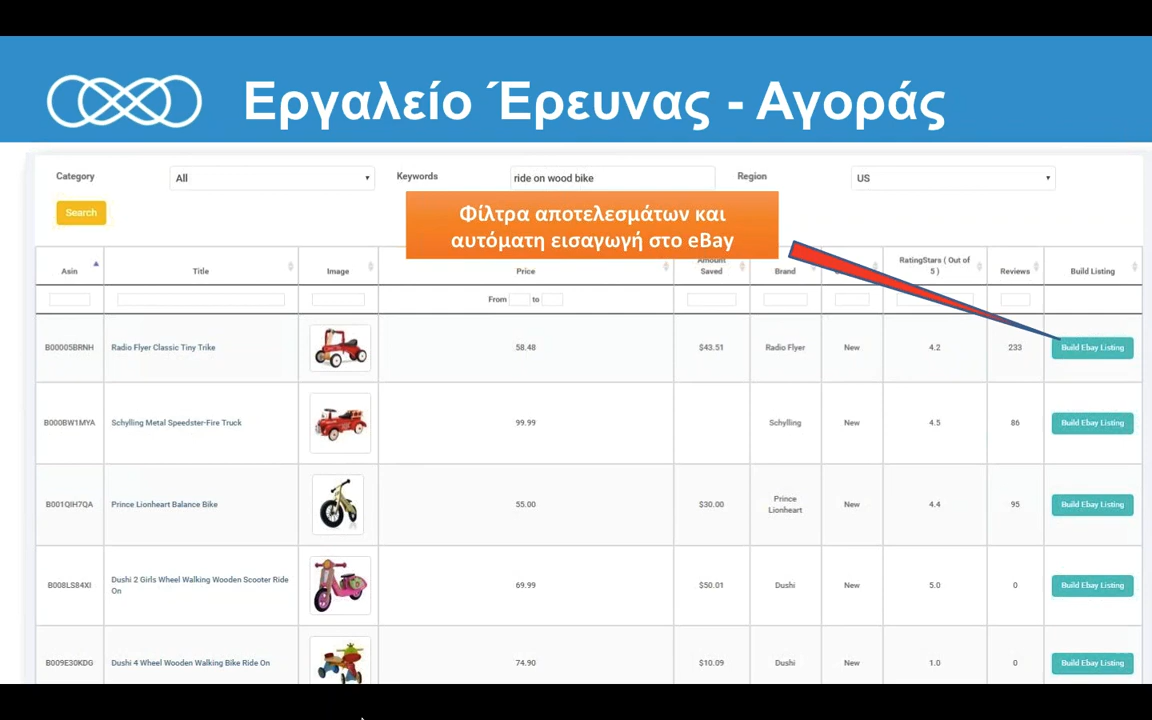 Εργαλείο Έρευνας - Αγοράς
Category
All
Keywords
ride on wood bike
Region
US
Search
Φίλτρα αποτελεσμάτων και
αυτόματη εισαγωγή στο eBay
Asin
Title
Image
Price
Amount
Saved
Brand
RatingStars ( Out of
5 )
Reviews
Build Listing
From
to
B00005BRNH
Radio Flyer Classic Tiny Trike
58.48
$43.51
Radio Flyer
New
4.2
233
Build Ebay Listing
B000BW1MYA
Schylling Metal Speedster-Fire Truck
99.99
Schylling
New
4.5
86
Build Ebay Listing
B001QIH7QA
Prince Lionheart Balance Bike
55.00
$30.00
Prince
Lionheart
New
4.4
95
Build Ebay Listing
B008LS84XI
Dushi 2 Girls Wheel Walking Wooden Scooter Ride
On
69.99
$50.01
Dushi
New
5.0
0
Build Ebay Listing
B009E30KDG
Dushi 4 Wheel Wooden Walking Bike Ride On
74.90
$10.09
Dushi
New
1.0
0
Build Ebay Listing